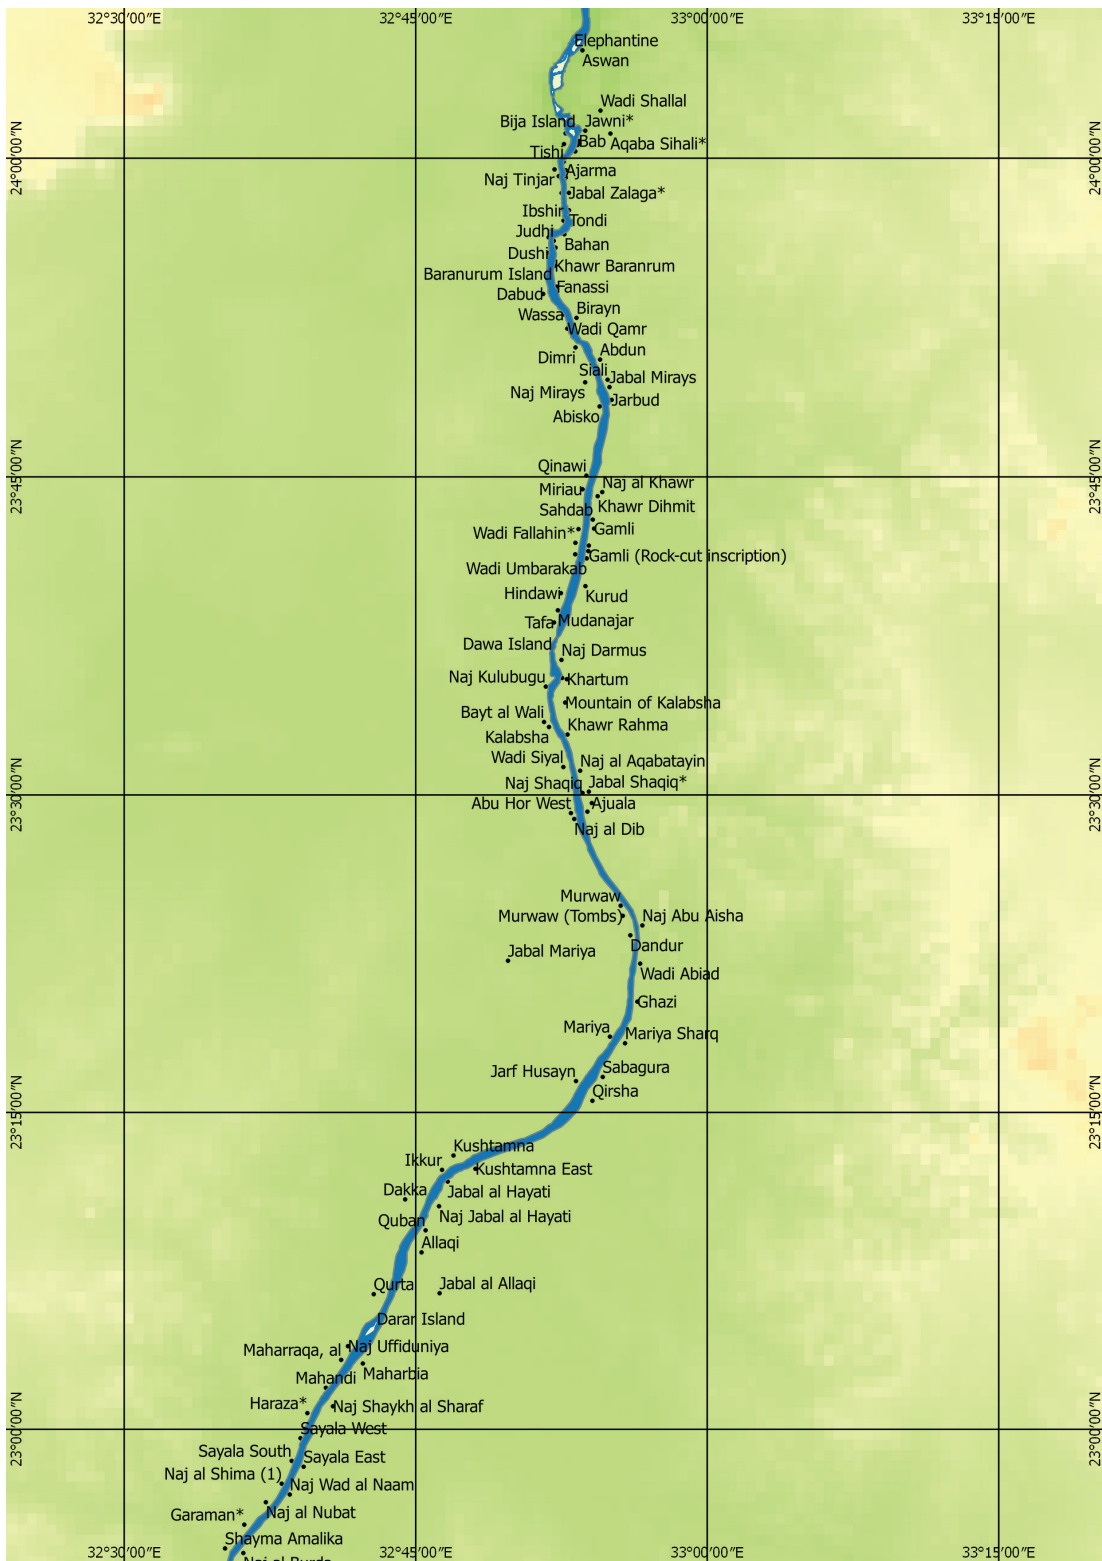 32°30′00″E
32°45′00″E
33°00′00″E
33°15′00″E
Elephantine
Aswan
Wadi Shallal
Bija Island
Jawni*
Bab
Aqaba Sihali*
Tishi
24°00′00″N
24°00′00″N
Ajarma
Naj Tinjar
Jabal Zalaga*
Ibshir
Tondi
Judhi
Bahan
Dushi
Khawr Baranrum
Baranurum Island
Fanassi
Dabud
Birayn
Wassa
Wadi Qamr
Abdun
Dimri
Siali
Jabal Mirays
Naj Mirays
Jarbud
Abisko
Qinawi
23°45′00″N
23°45′00″N
Naj al Khawr
Miriau
Khawr Dihmit
Sahdab
Gamli
Wadi Fallahin*
Gamli (Rock-cut inscription)
Wadi Umbarakab
Hindawi
Kurud
Tafa
Mudanajar
Dawa Island
Naj Darmus
Naj Kulubugu
Khartum
Mountain of Kalabsha
Bayt al Wali
Khawr Rahma
Kalabsha
Wadi Siyal
Naj al Aqabatayin
Naj Shaqiq
Jabal Shaqiq*
23°30′00″N
23°30′00″N
Abu Hor West
Ajuala
Naj al Dib
Murwaw
Murwaw (Tombs)
Naj Abu Aisha
Dandur
Jabal Mariya
Wadi Abiad
Ghazi
Mariya
Mariya Sharq
Sabagura
Jarf Husayn
Qirsha
23°15′00″N
23°15′00″N
Kushtamna
Ikkur
Kushtamna East
Dakka
Jabal al Hayati
Naj Jabal al Hayati
Quban
Allaqi
Qurta
Jabal al Allaqi
Darar Island
Maharraqa, al
Naj Uffiduniya
Maharbia
Mahandi
Haraza*
Naj Shaykh al Sharaf
23°00′00″N
23°00′00″N
Sayala West
Sayala South
Sayala East
Naj al Shima (1)
Naj Wad al Naam
Garaman*
Naj al Nubat
Shayma Amalika
32°30′00″E
32°45′00″E
33°00′00″E
33°15′00″E